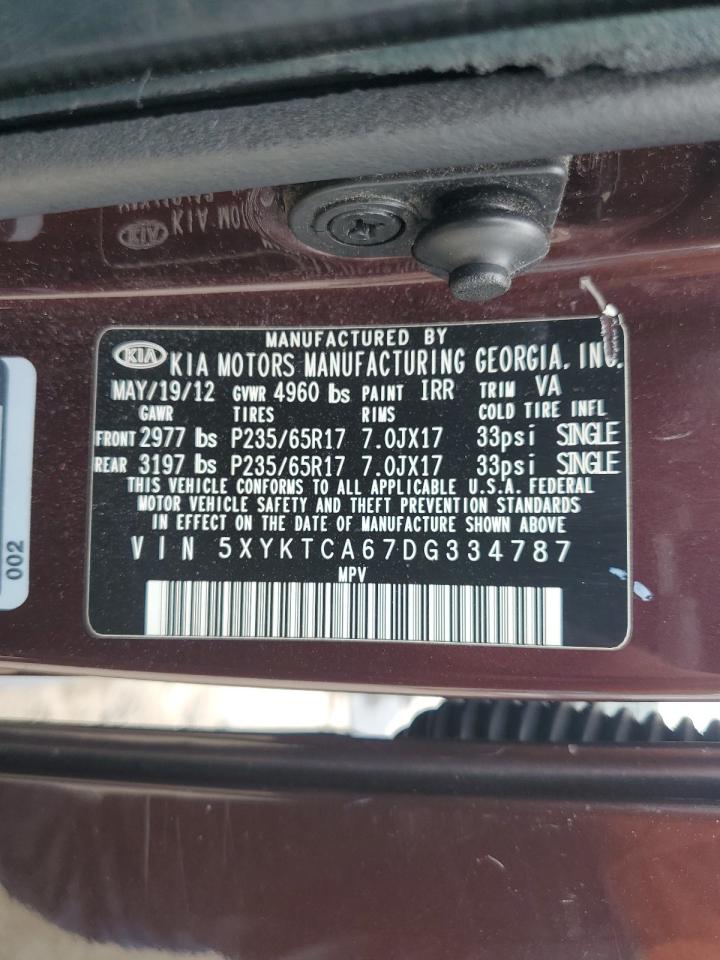 MANUFACTURED BY
KIA KIA MOTORS MANUFACTURING GEORGIA, INC.
MAY/19/12 GVWR 4960 lbs PAINT IRR TRIM VA
GAWR TIRES RIMS COLD TIRE INFL
FRONT 2977 lbs P235/65R17 7.0JX17 33psi SINGLE
REAR 3197 lbs P235/65R17 7.0JX17 33psi SINGLE
THIS VEHICLE CONFORMS TO ALL APPLICABLE U.S.A. FEDERAL
MOTOR VEHICLE SAFETY AND THEFT PREVENTION STANDARDS
IN EFFECT ON THE DATE OF MANUFACTURE SHOWN ABOVE
VIN 5XYKTCA67DG334787
MPV
002